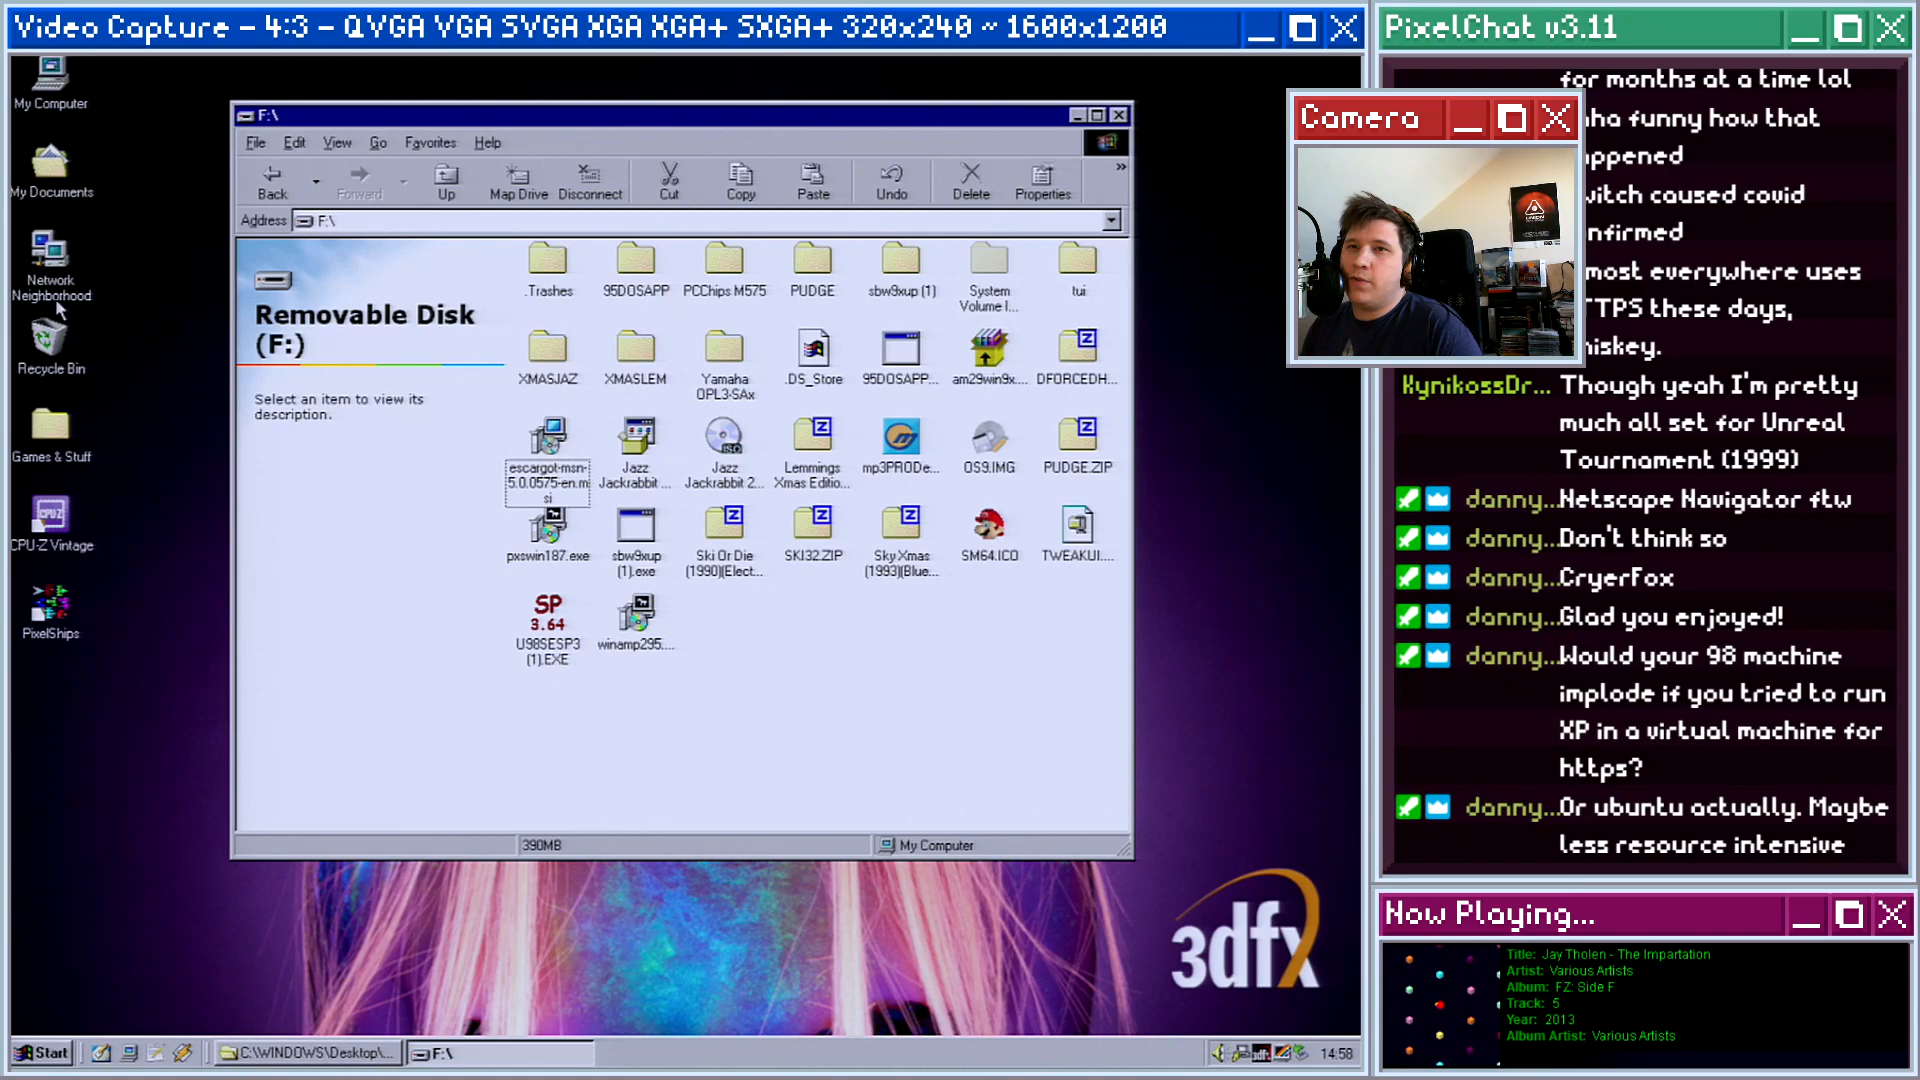 Video Capture - 4:3 - QVGA VGA SVGA XGA XGA+ SXGA+ 320x240 ~ 1600x1200
My Computer
My Documents
Network
Neighborhood
Recycle Bin
Games & Stuff
CPU-Z
CPU-Z Vintage
PixelShips
F:\
File Edit View Go Favorites Help
Back Forward Up Map Drive Disconnect Cut Copy Paste Undo Delete Properties
Address F:\
Removable Disk
(F:)
Select an item to view its
description.
.Trashes 95DOSAPP PCChips M575 PUDGE sbw9xup (1) System
Volume I... tui
XMASJAZ XMASLEM Yamaha
OPL3-SAx .DS_Store 95DOSAPP... am29win9x.... DFORCEDH...
escargot-msn-
5.0.0575-en.m
si
Jazz
Jackrabbit ...
ISO
Jazz
Jackrabbit 2...
Lemmings
Xmas Editio...
mp3PRODe... OS9.IMG PUDGE.ZIP
pxswin187.exe sbw9xup
(1).exe
Ski Or Die
(1990)(Elect...
SKI32.ZIP Sky Xmas
(1993)(Blue...
SM64.ICO TWEAKUI....
SP
3.64
U98SESP3
(1).EXE
winamp295....
390MB My Computer
3dfx
Start C:\WINDOWS\Desktop\... F:\ 14:58
PixelChat v3.11
for months at a time lol
ha funny how that
ppened
witch caused covid
nfirmed
most everywhere uses
TTPS these days,
hiskey.
KynikossDr... Though yeah I'm pretty
much all set for Unreal
Tournament (1999)
danny...Netscape Navigator ftw
danny...Don't think so
danny...CryerFox
danny...Glad you enjoyed!
danny...Would your 98 machine
implode if you tried to run
XP in a virtual machine for
https?
danny...Or ubuntu actually. Maybe
less resource intensive
Camera
Now Playing...
Title: Jay Tholen - The Impartation
Artist: Various Artists
Album: FZ: Side F
Track: 5
Year: 2013
Album Artist: Various Artists